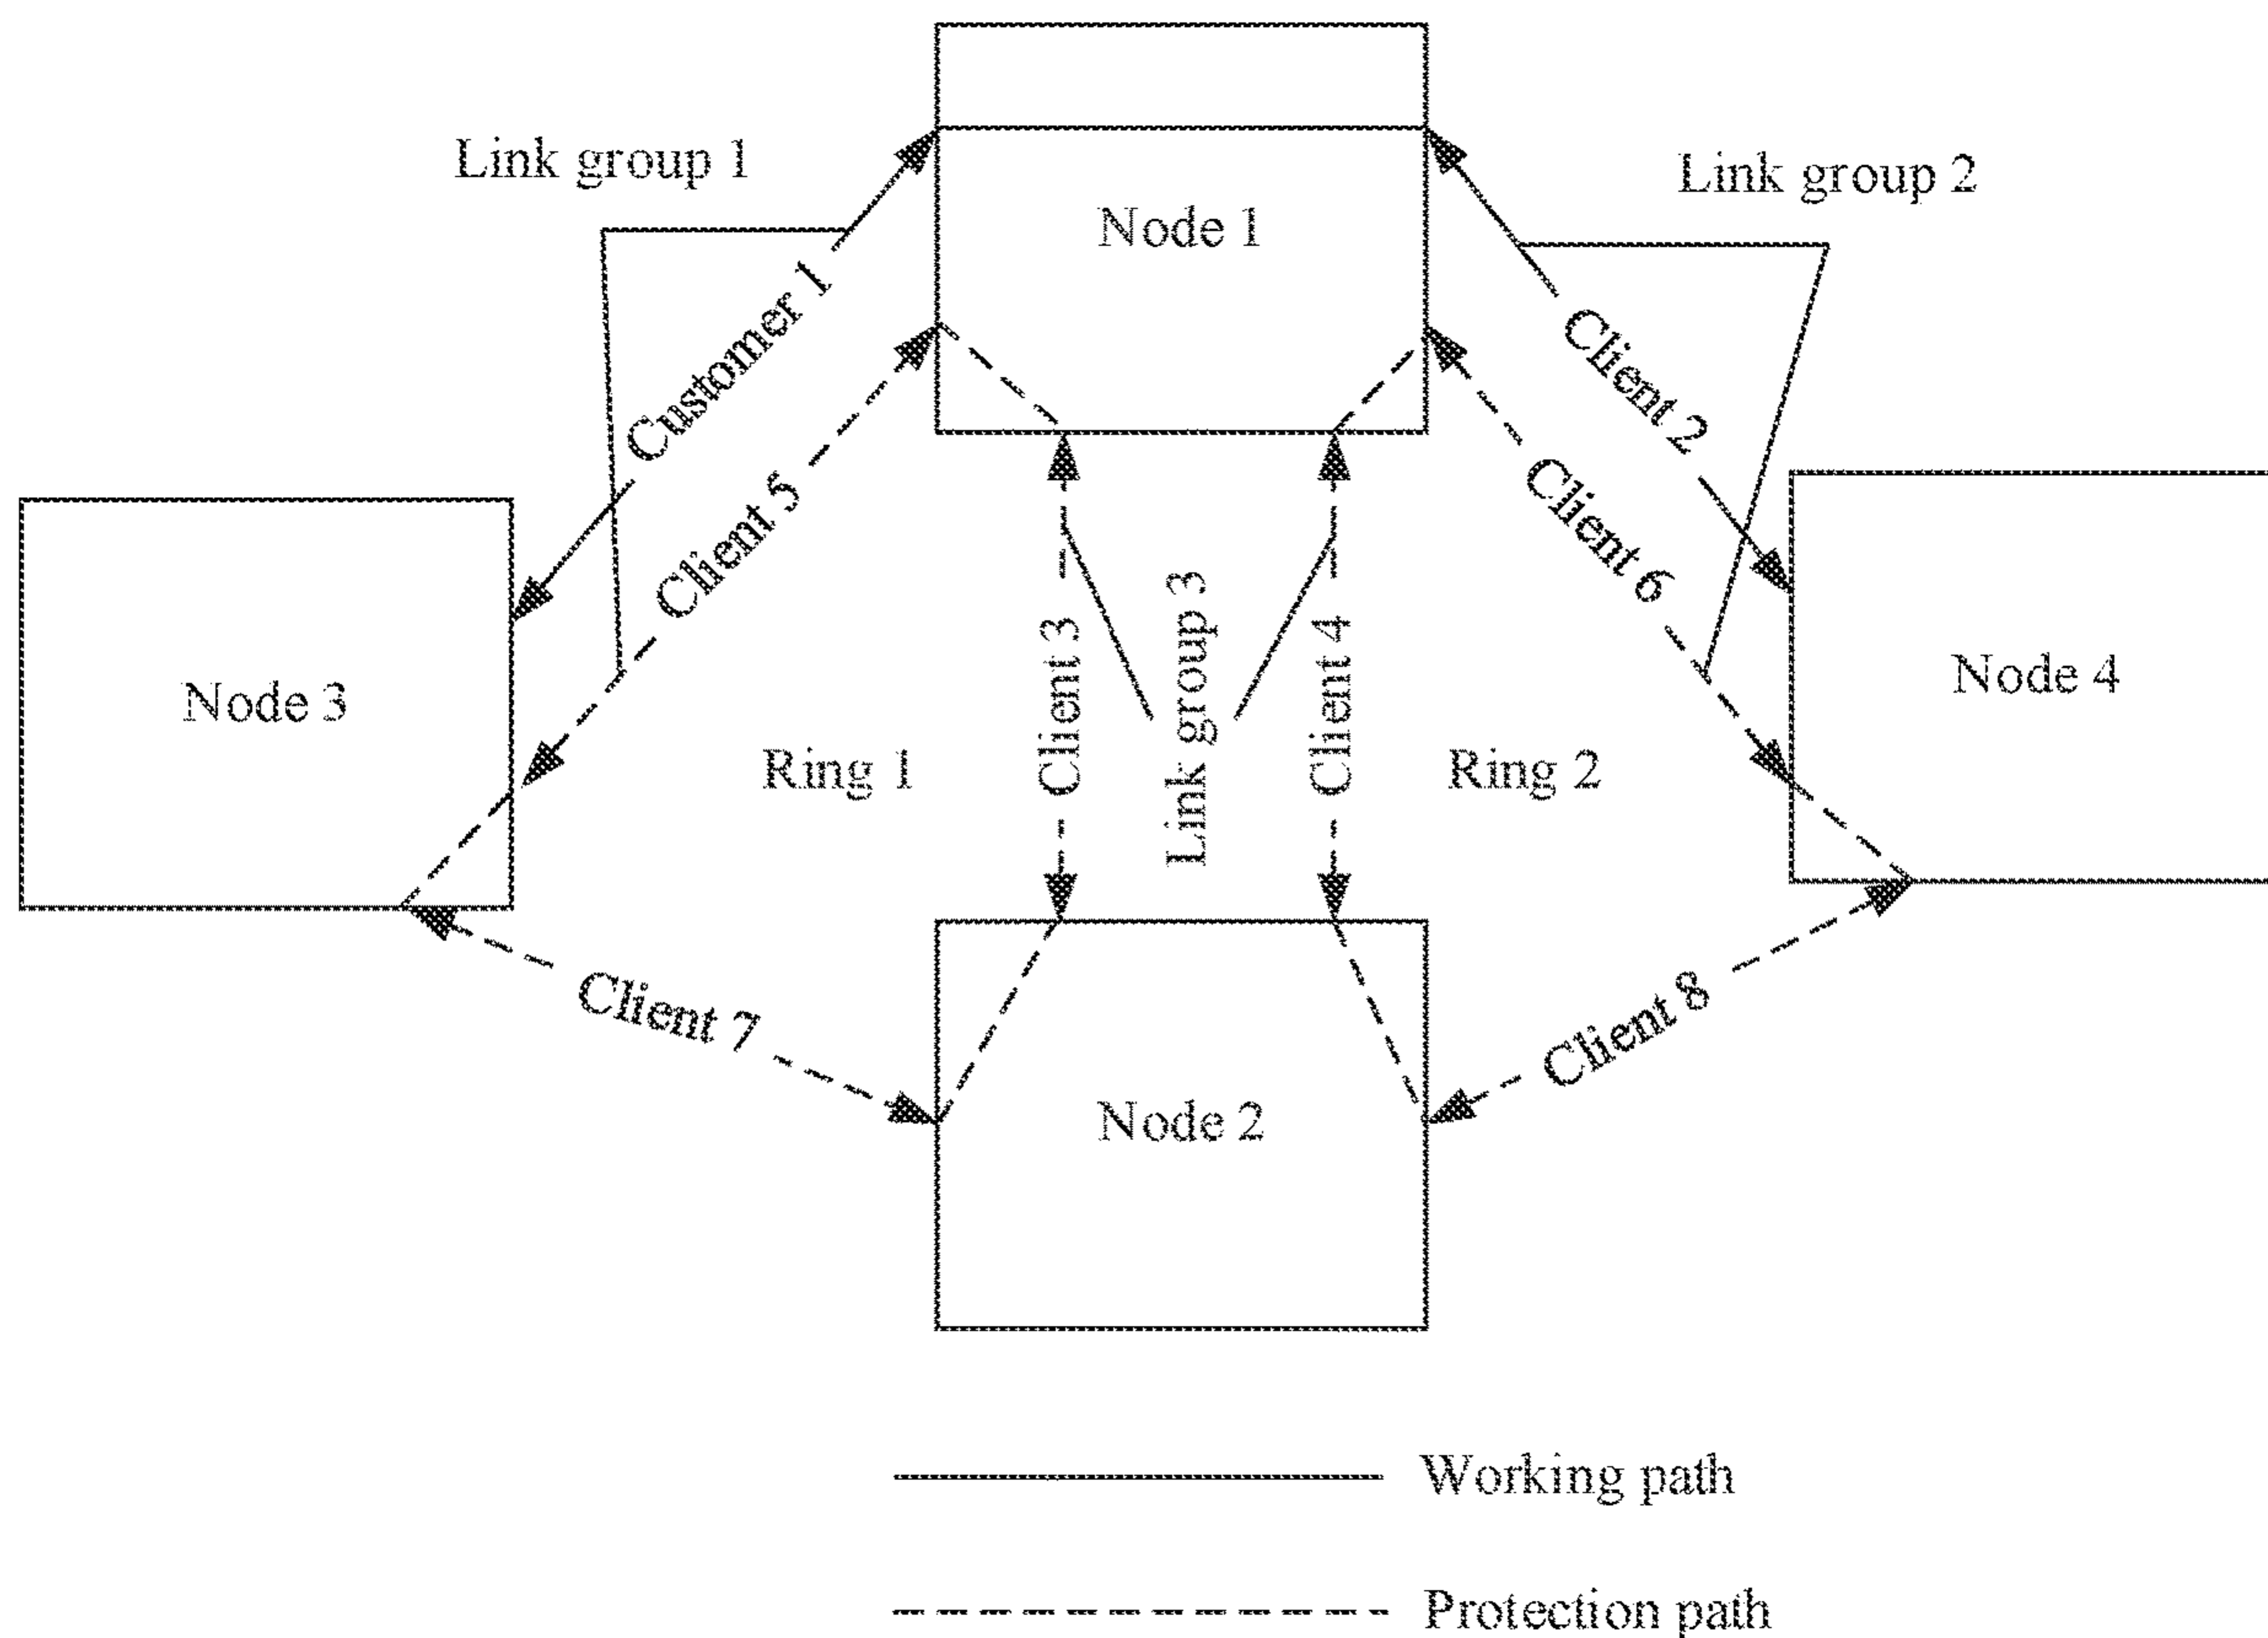 Link group 1
Link group 2
Node 1
Customer 1
Client 2
Client 5
Client 6
Node 3
Node 4
Client 3
Link group 3
Client 4
Ring 1
Ring 2
Client 7
Client 8
Node 2
Working path
Protection path